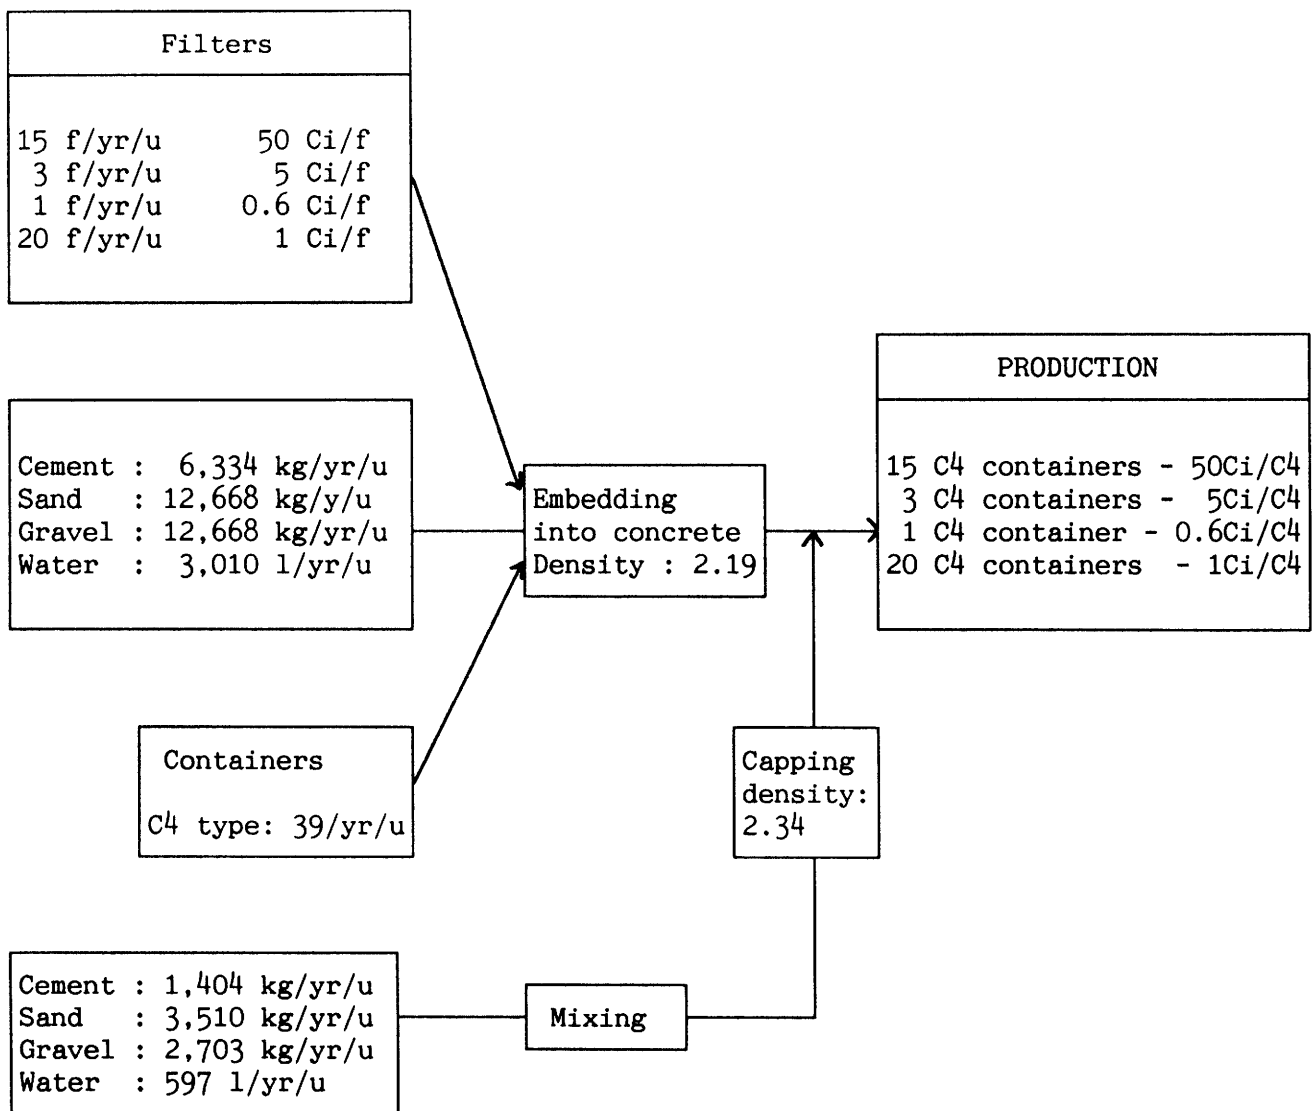 Filters
15 f/yr/u 50 Ci/f
3 f/yr/u 5 Ci/f
1 f/yr/u 0.6 Ci/f
20 f/yr/u 1 Ci/f
Cement : 6,334 kg/yr/u
Sand : 12,668 kg/y/u
Gravel : 12,668 kg/yr/u
Water : 3,010 l/yr/u
Embedding
into concrete
Density : 2.19
PRODUCTION
15 C4 containers - 50Ci/C4
3 C4 containers - 5Ci/C4
1 C4 container - 0.6Ci/C4
20 C4 containers - 1Ci/C4
Containers
C4 type: 39/yr/u
Capping
density:
2.34
Cement : 1,404 kg/yr/u
Sand : 3,510 kg/yr/u
Gravel : 2,703 kg/yr/u
Water : 597 l/yr/u
Mixing